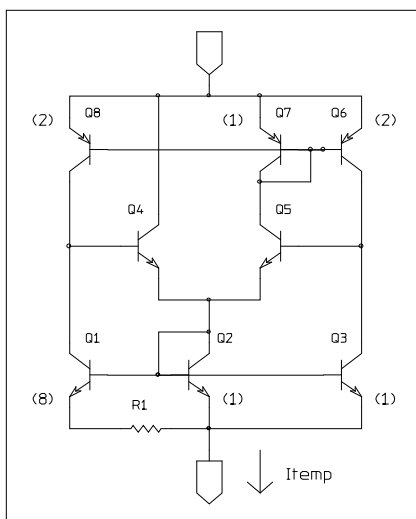 Q8 Q7 Q6
(2) (1) (2)
Q4 Q5
Q1 Q2 Q3
(8) R1 (1) (1)
Itemp